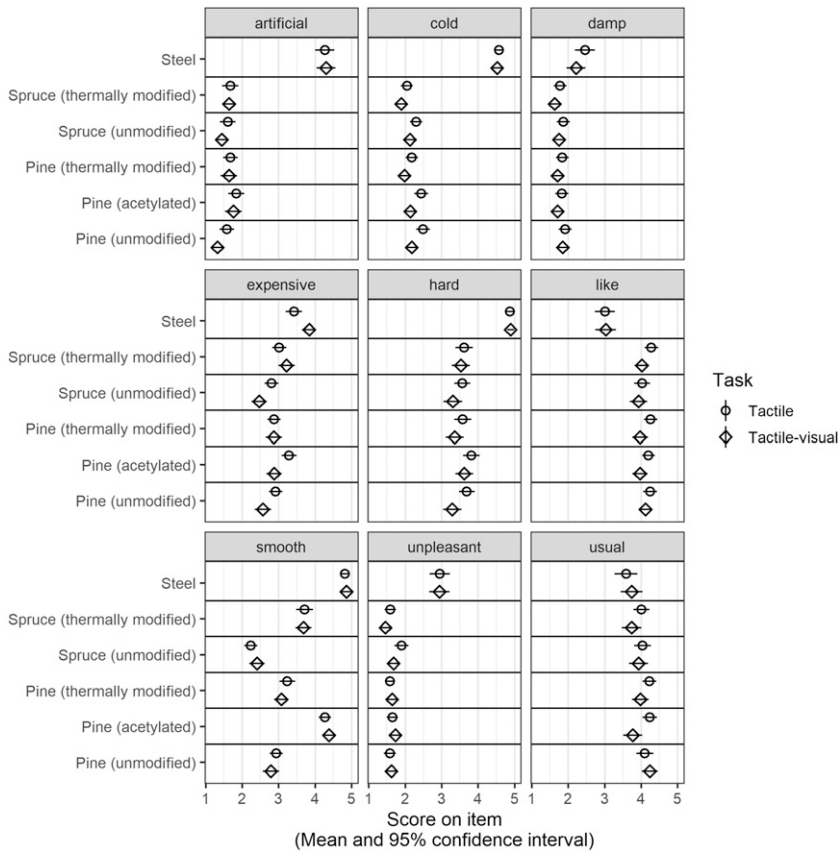 artificial cold damp
Steel
Spruce (thermally modified)
Spruce (unmodified)
Pine (thermally modified)
Pine (acetylated)
Pine (unmodified)
expensive hard like
Steel
Spruce (thermally modified)
Spruce (unmodified)
Pine (thermally modified)
Pine (acetylated)
Pine (unmodified)
Task
Tactile
Tactile-visual
smooth unpleasant usual
Steel
Spruce (thermally modified)
Spruce (unmodified)
Pine (thermally modified)
Pine (acetylated)
Pine (unmodified)
1 2 3 4 5 1 2 3 4 5 1 2 3 4 5
Score on item
(Mean and 95% confidence interval)